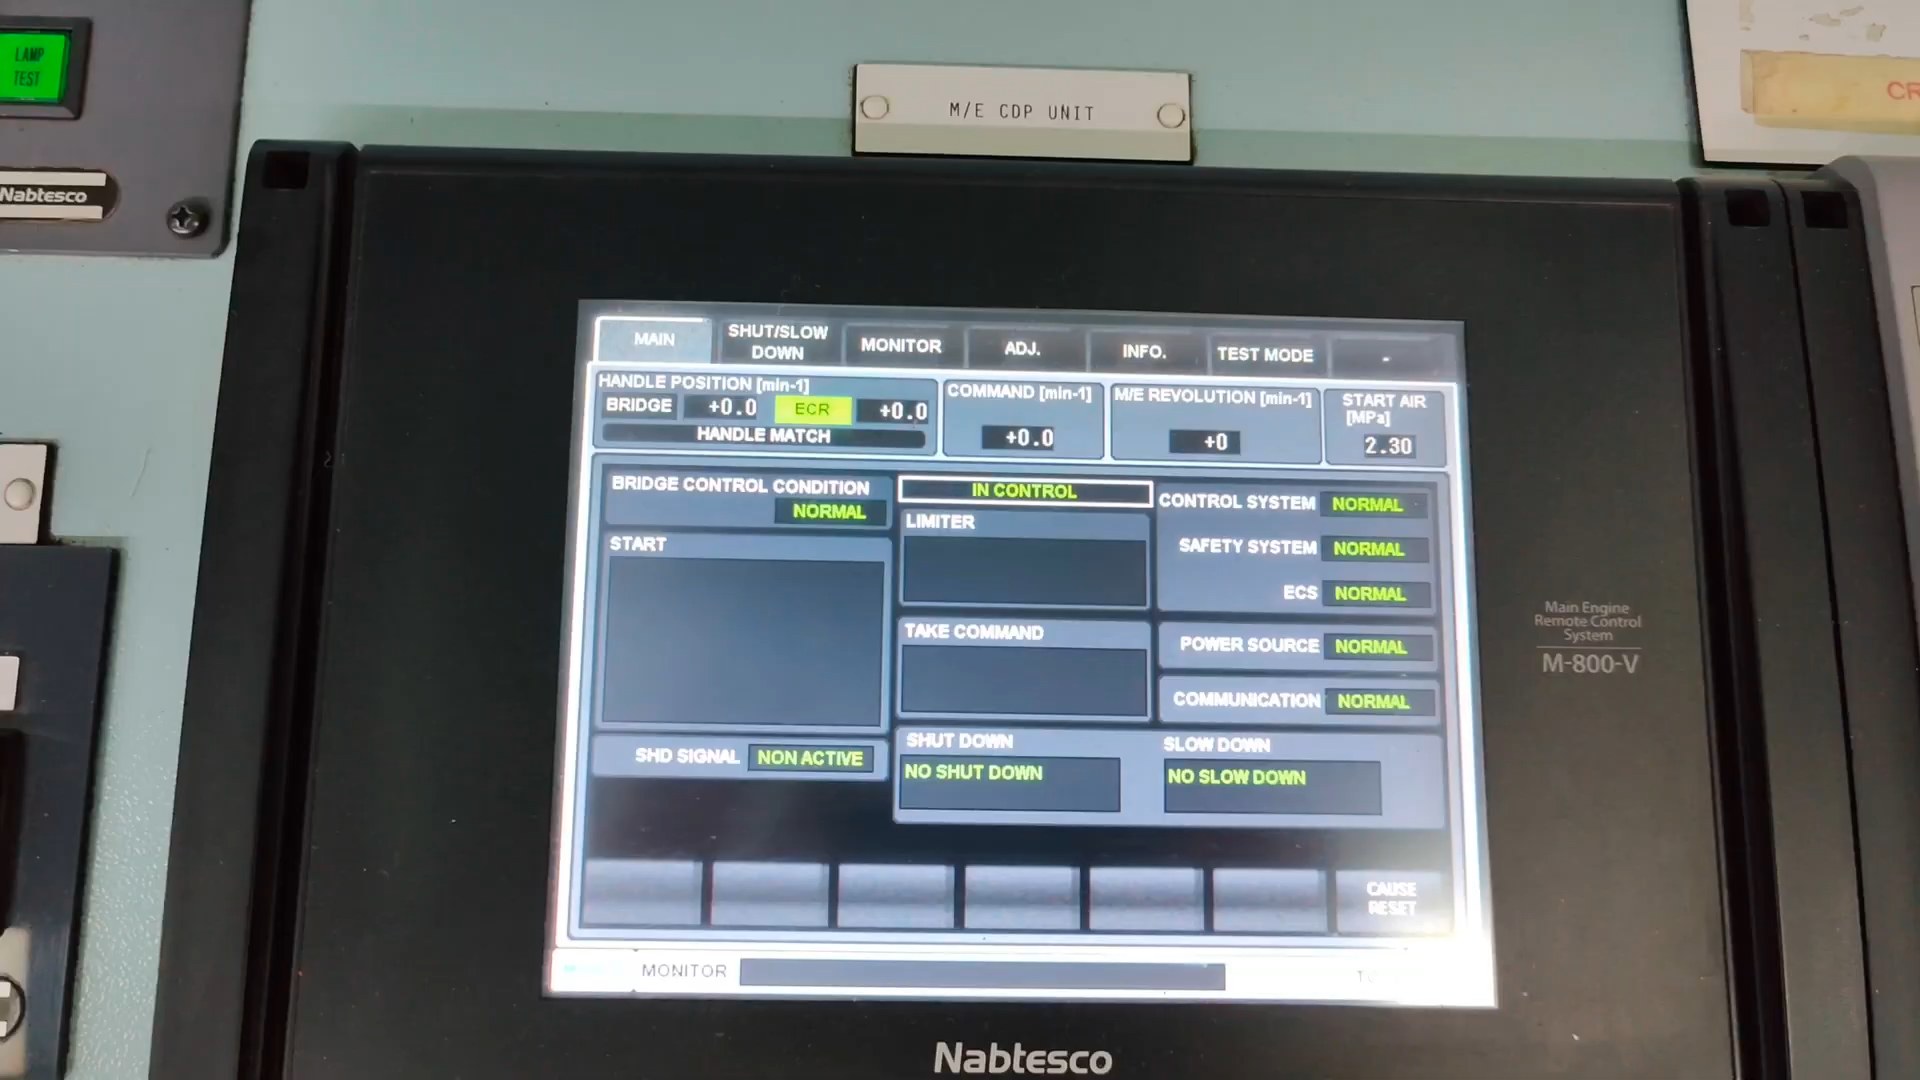 LAMP
TEST
Nabtesco
M/E CDP UNIT
CR
MAIN
SHUT/SLOW
DOWN
MONITOR
ADJ.
INFO.
TEST MODE
HANDLE POSITION [min-1]
BRIDGE +0.0 ECR +0.0
HANDLE MATCH
COMMAND [min-1]
+0.0
M/E REVOLUTION [min-1]
+0
START AIR
[MPa]
2.30
BRIDGE CONTROL CONDITION
NORMAL
START
SHD SIGNAL NON ACTIVE
IN CONTROL
LIMITER
TAKE COMMAND
CONTROL SYSTEM NORMAL
SAFETY SYSTEM NORMAL
ECS NORMAL
POWER SOURCE NORMAL
COMMUNICATION NORMAL
SHUT DOWN
NO SHUT DOWN
SLOW DOWN
NO SLOW DOWN
CAUSE
RESET
MONITOR
Main Engine
Remote Control
System
M-800-V
Nabtesco